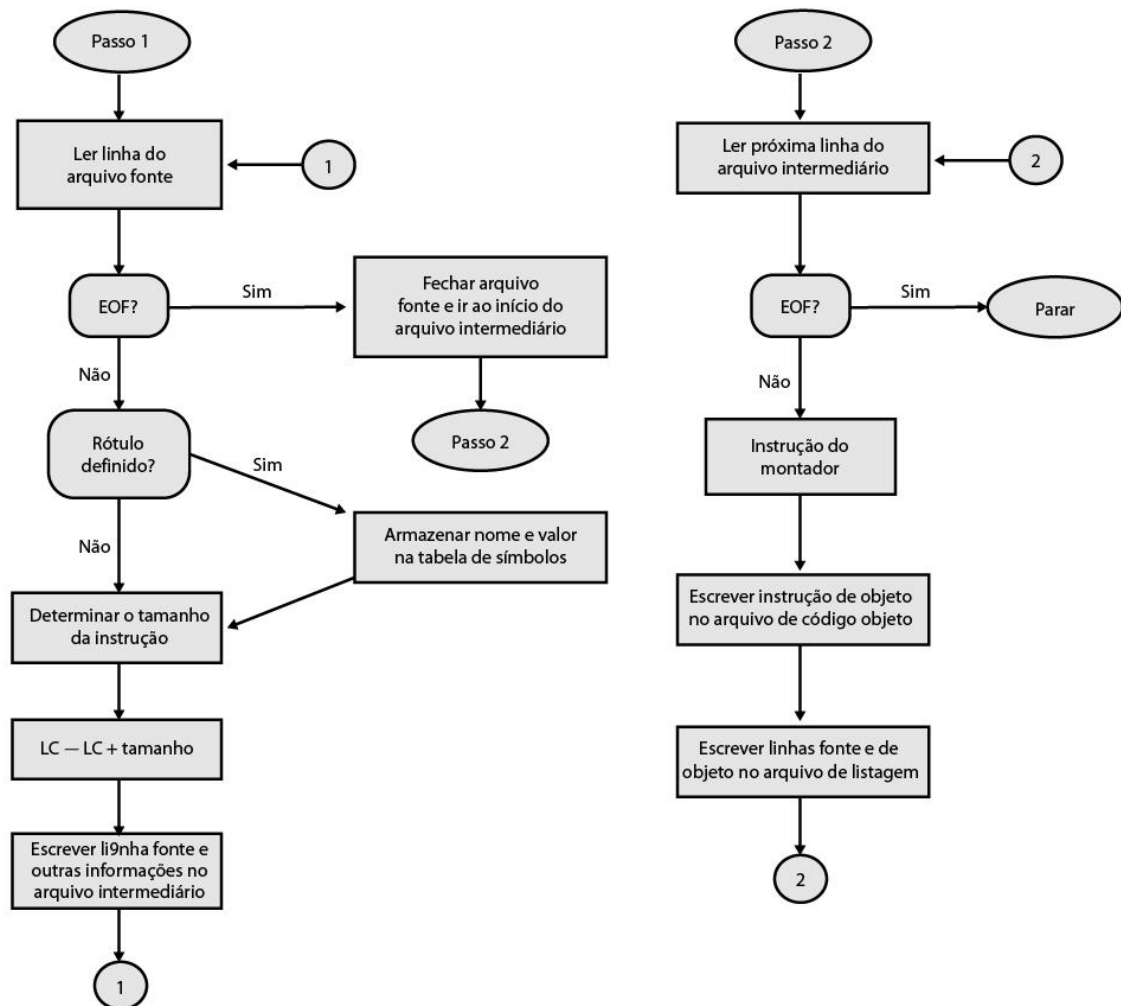 Passo 1
Ler linha do
arquivo fonte
1
EOF?
Sim
Fechar arquivo
fonte e ir ao início do
arquivo intermediário
Não
Passo 2
Rótulo
definido?
Sim
Não
Armazenar nome e valor
na tabela de símbolos
Determinar o tamanho
da instrução
LC — LC + tamanho
Escrever li9nha fonte e
outras informações no
arquivo intermediário
1
Passo 2
Ler próxima linha do
arquivo intermediário
2
EOF?
Sim
Parar
Não
Instrução do
montador
Escrever instrução de objeto
no arquivo de código objeto
Escrever linhas fonte e de
objeto no arquivo de listagem
2